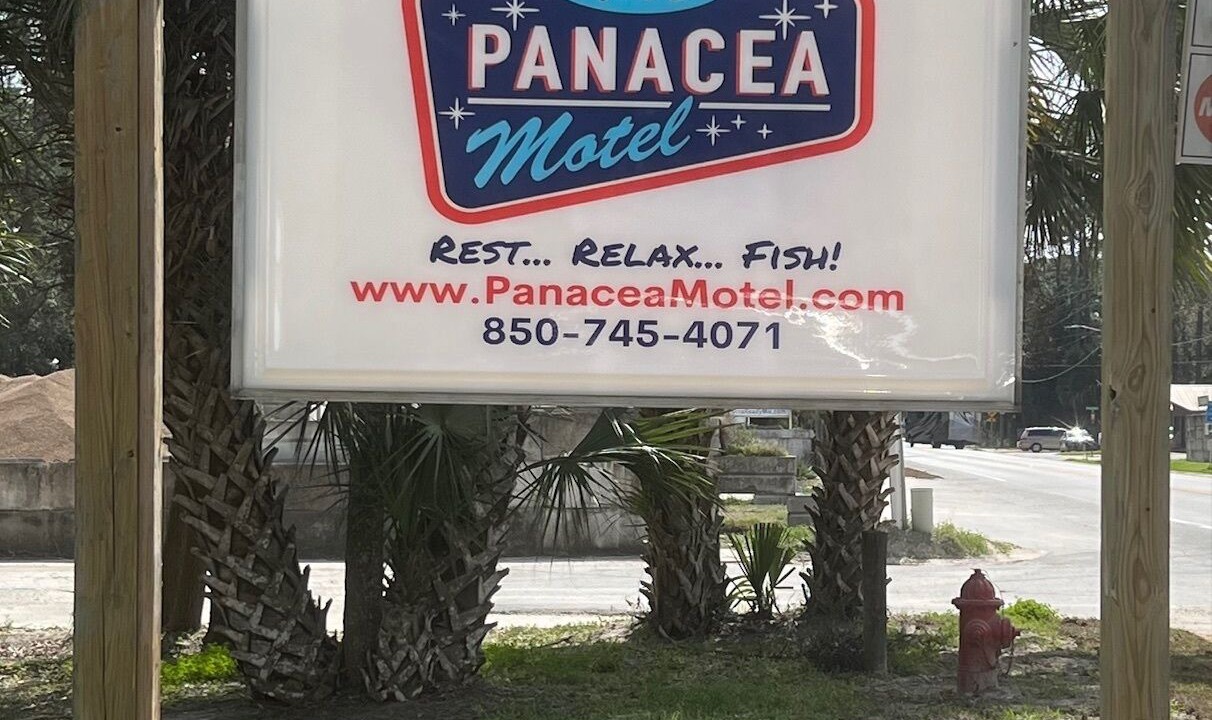 PANACEA
Motel
REST... RELAX... FISH!
www.PanaceaMotel.com
850-745-4071